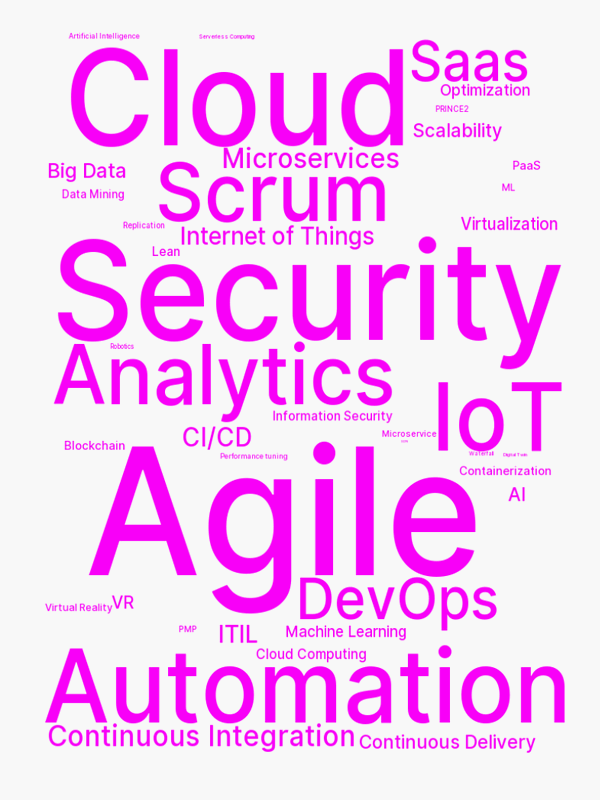 Artificial Intelligence
Serverless Computing
Cloud
Saas
Optimization
PRINCE2
Scalability
Microservices
Big Data
PaaS
Scrum
ML
Data Mining
Replication
Virtualization
Internet of Things
Lean
Security
Robotics
Analytics
IoT
Information Security
CI/CD
Microservice
Blockchain
Performance tuning
Waterfall
Digital Twin
Containerization
Agile
AI
DevOps
Virtual Reality
VR
PMP
ITIL
Machine Learning
Cloud Computing
Automation
Continuous Integration
Continuous Delivery